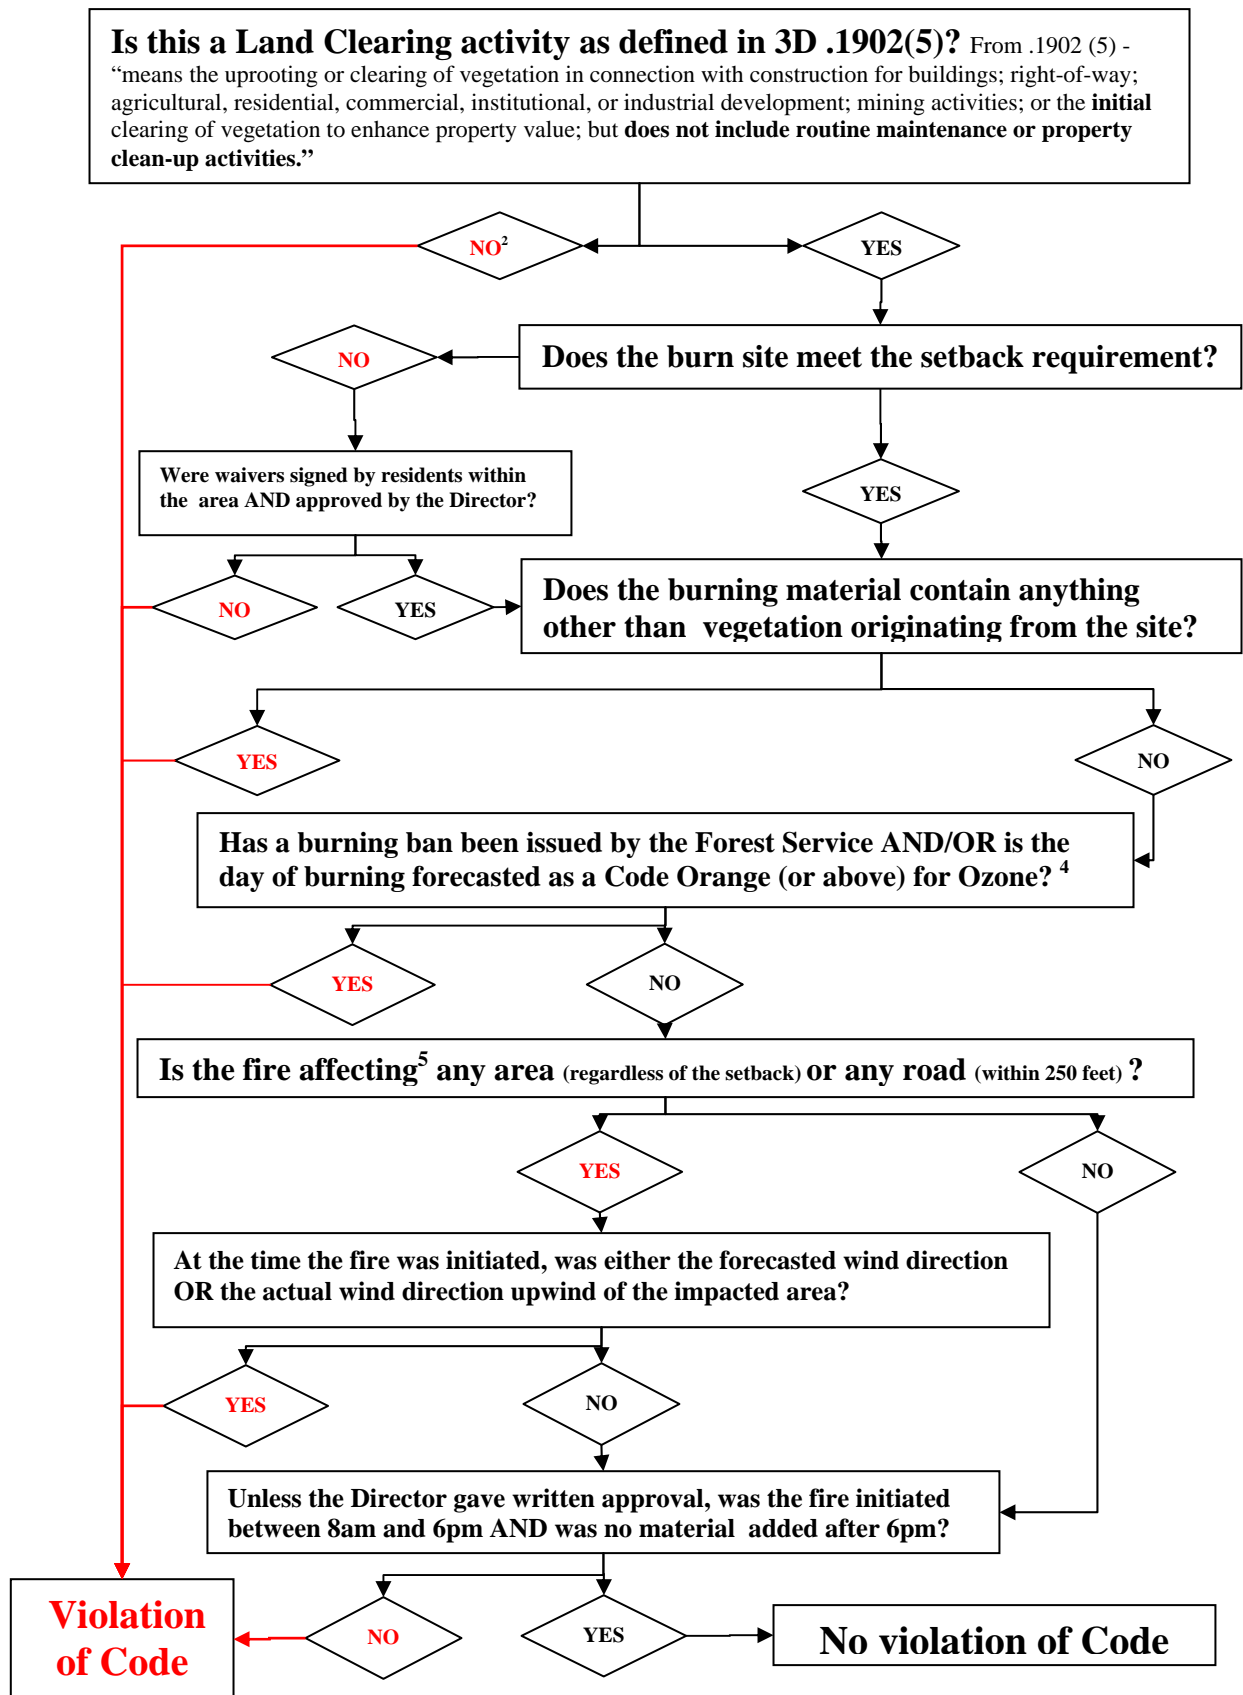 Is this a Land Clearing activity as defined in 3D .1902(5)? From .1902 (5) -
“means the uprooting or clearing of vegetation in connection with construction for buildings; right-of-way;
agricultural, residential, commercial, institutional, or industrial development; mining activities; or the initial
clearing of vegetation to enhance property value; but does not include routine maintenance or property
clean-up activities.”
NO2
YES
NO
Does the burn site meet the setback requirement?
Were waivers signed by residents within
the area AND approved by the Director?
YES
NO
YES
Does the burning material contain anything
other than vegetation originating from the site?
YES
NO
Has a burning ban been issued by the Forest Service AND/OR is the
day of burning forecasted as a Code Orange (or above) for Ozone? 4
YES
NO
Is the fire affecting5 any area (regardless of the setback) or any road (within 250 feet) ?
YES
NO
At the time the fire was initiated, was either the forecasted wind direction
OR the actual wind direction upwind of the impacted area?
YES
NO
Unless the Director gave written approval, was the fire initiated
between 8am and 6pm AND was no material added after 6pm?
Violation
of Code
NO
YES
No violation of Code